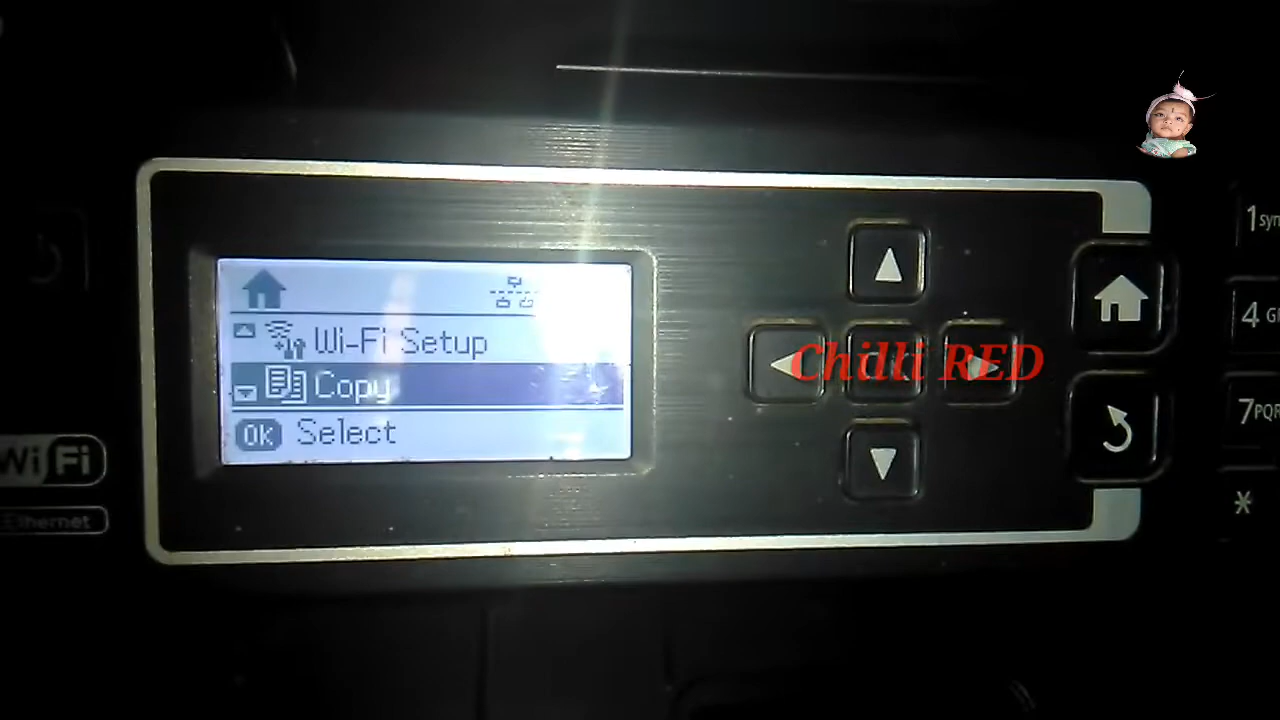 Wi-Fi Setup
Copy
OK Select
Chilli RED
WiFi
Ethernet
1
4
7PQR
*